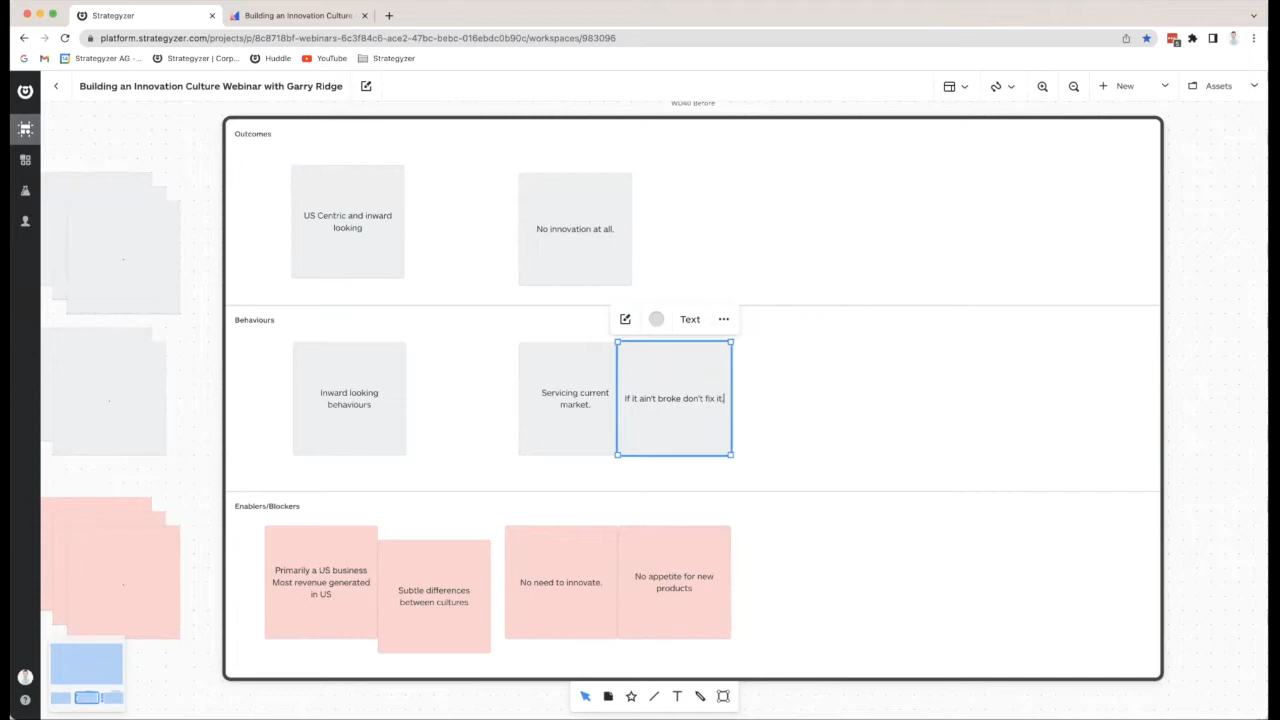 Strategyzer
Building an Innovation Culture
platform.strategyzer.com/projects/p/8c8718bf-webinars-6c3f84c6-ace2-47bc-bebc-016ebdc0b90c/workspaces/983096
Strategyzer AG -...
Strategyzer | Corp...
Huddle
YouTube
Strategyzer
Building an Innovation Culture Webinar with Garry Ridge
New
Assets
WD40 Before
Outcomes
US Centric and inward
looking
No innovation at all.
Text
Behaviours
Inward looking
behaviours
Servicing current
market.
If it ain't broke don't fix it.
Enablers/Blockers
Primarily a US business
Most revenue generated
in US
Subtle differences
between cultures
No need to innovate.
No appetite for new
products